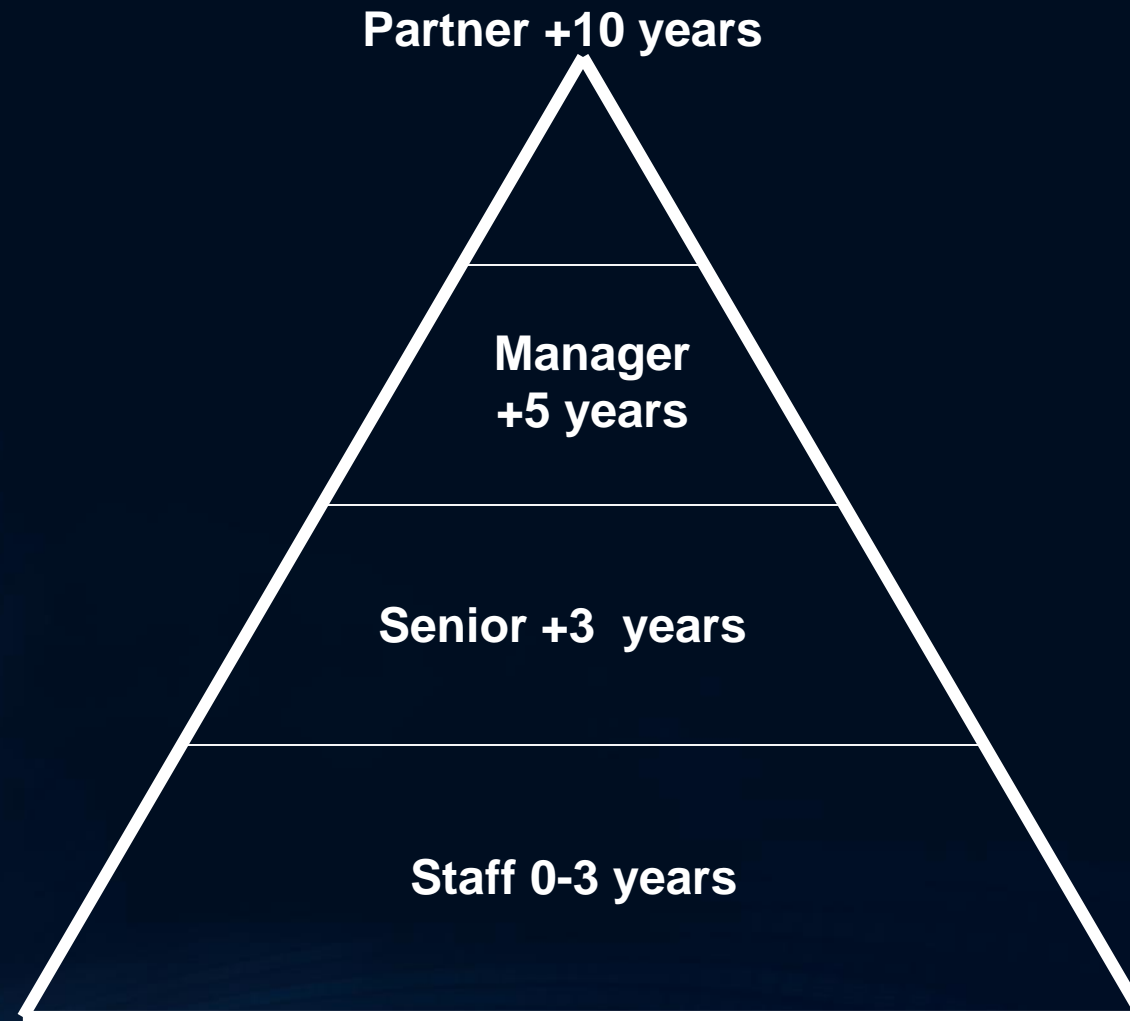 Partner +10 years
Manager
+5 years
Senior +3  years
Staff 0-3 years